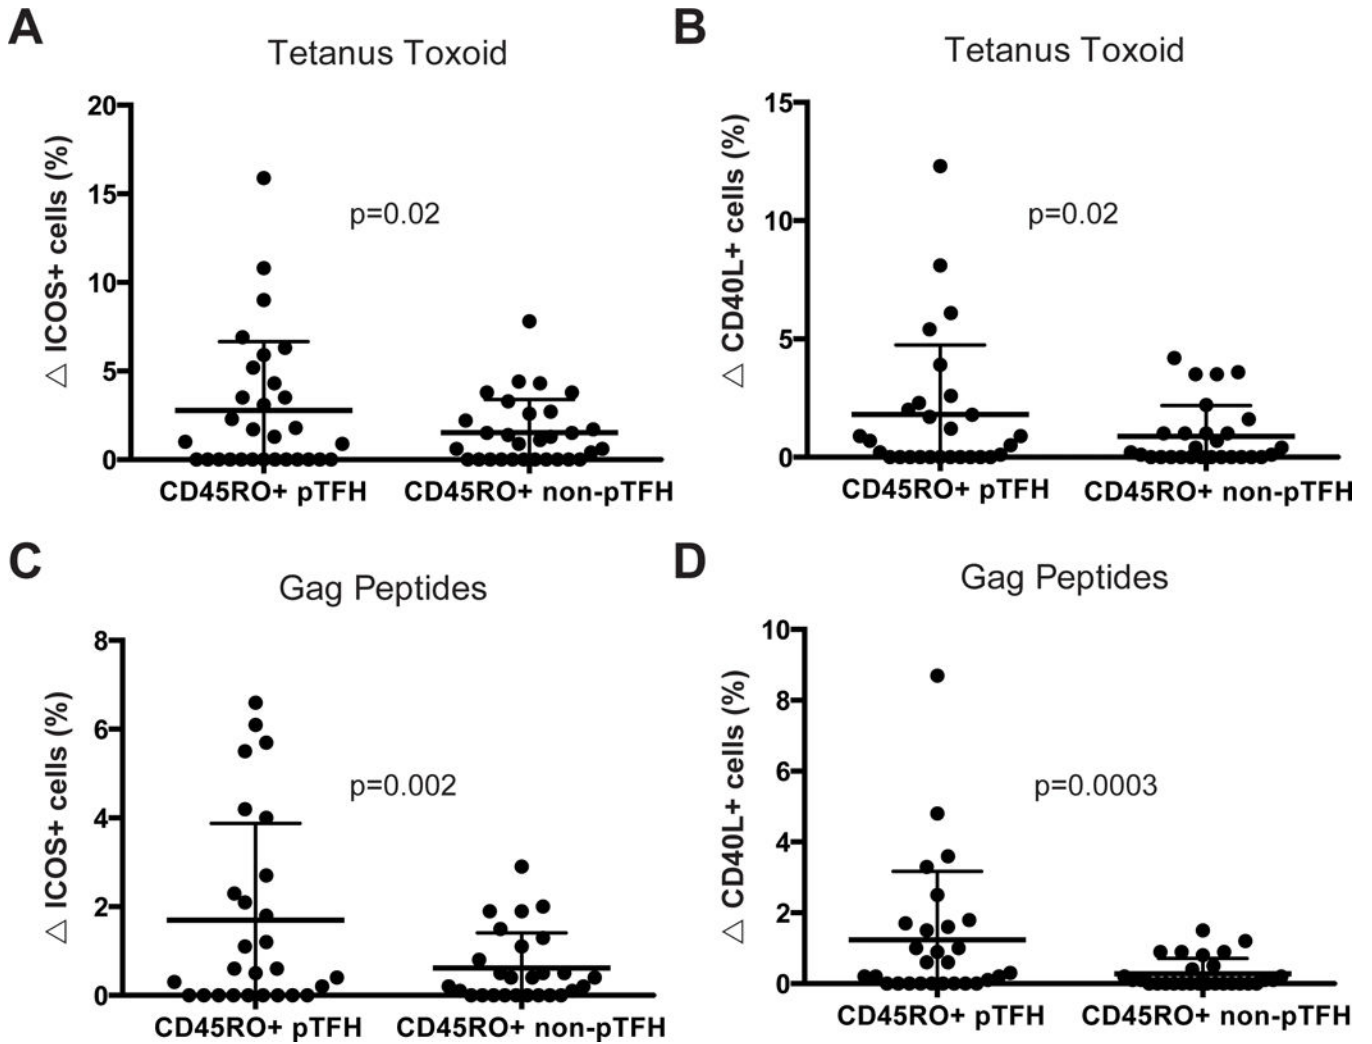 A
Tetanus Toxoid
△ ICOS+ cells (%)
20
15
10
5
0
p=0.02
CD45RO+ pTFH
CD45RO+ non-pTFH
B
Tetanus Toxoid
△ CD40L+ cells (%)
15
10
5
0
p=0.02
CD45RO+ pTFH
CD45RO+ non-pTFH
C
Gag Peptides
△ ICOS+ cells (%)
8
6
4
2
0
p=0.002
CD45RO+ pTFH
CD45RO+ non-pTFH
D
Gag Peptides
△ CD40L+ cells (%)
10
8
6
4
2
0
p=0.0003
CD45RO+ pTFH
CD45RO+ non-pTFH